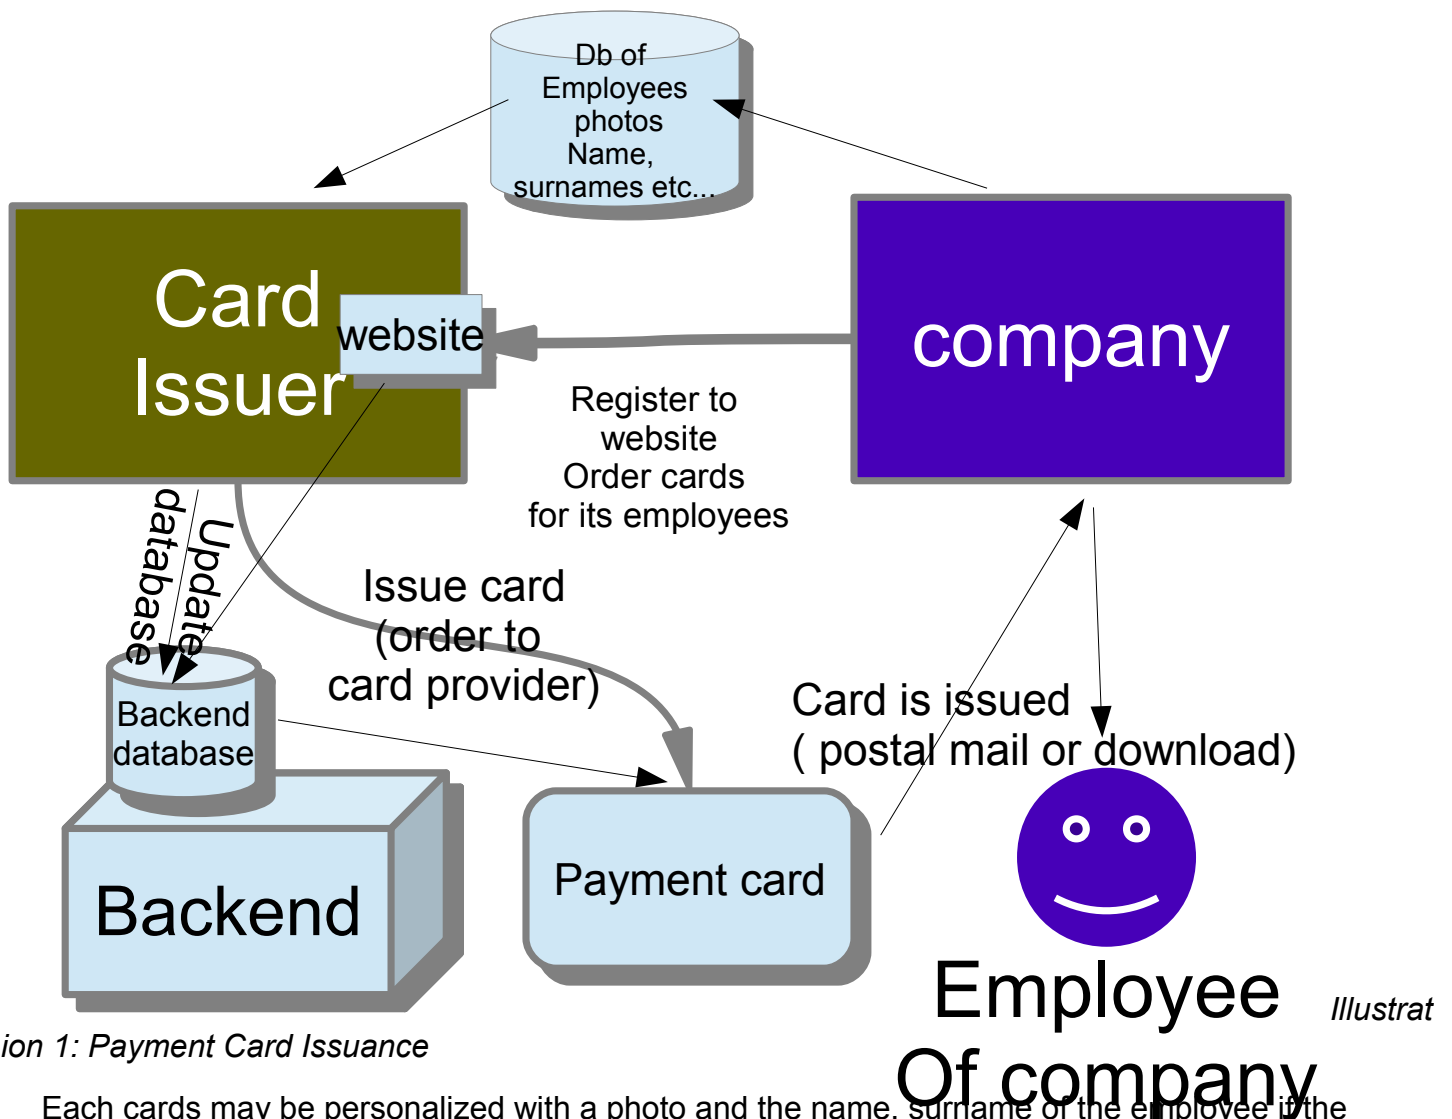 Db of
Employees
photos
Name,
surnames etc...
Card
Issuer
website
company
Register to
website
Order cards
for its employees
Update
database
Issue card
(order to
card provider)
Backend
database
Card is issued
( postal mail or download)
Backend
Payment card
Employee
Of company
Illustrat
ion 1: Payment Card Issuance
Each cards may be personalized with a photo and the name, surname of the employee if the